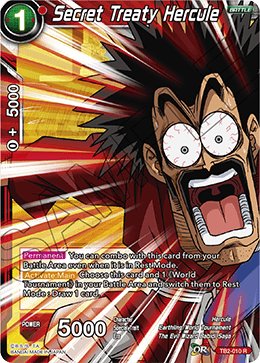 1
Secret Treaty Hercule
BATTLE
0 + 5000
Permanent You can combo with this card from your
Battle Area even when it is in Rest Mode.
Activate:Main Choose this card and 1 《World
Tournament》 in your Battle Area and switch them to Rest
Mode : Draw 1 card.
POWER
5000
Character
Hercule
Special Trait
Earthling/World Tournament
Era
The Evil Wizard Babidi Saga
BANDAI MADE IN JAPAN
TB2-010 R